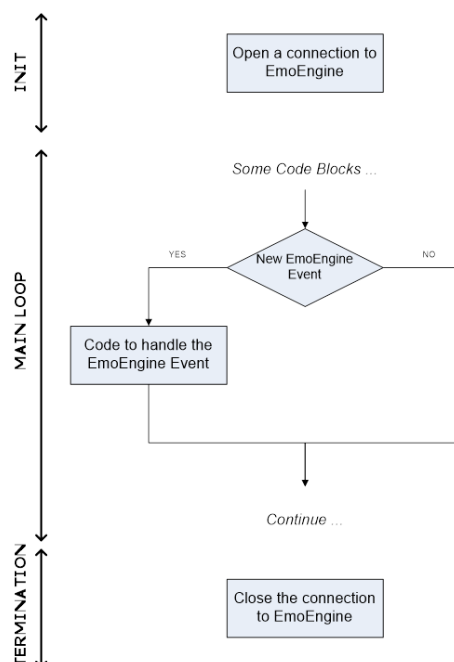 INIT
Open a connection to
EmoEngine
MAIN LOOP
Some Code Blocks ...
New EmoEngine
Event
YES
NO
Code to handle the
EmoEngine Event
Continue ...
TERMINATION
Close the connection
to EmoEngine